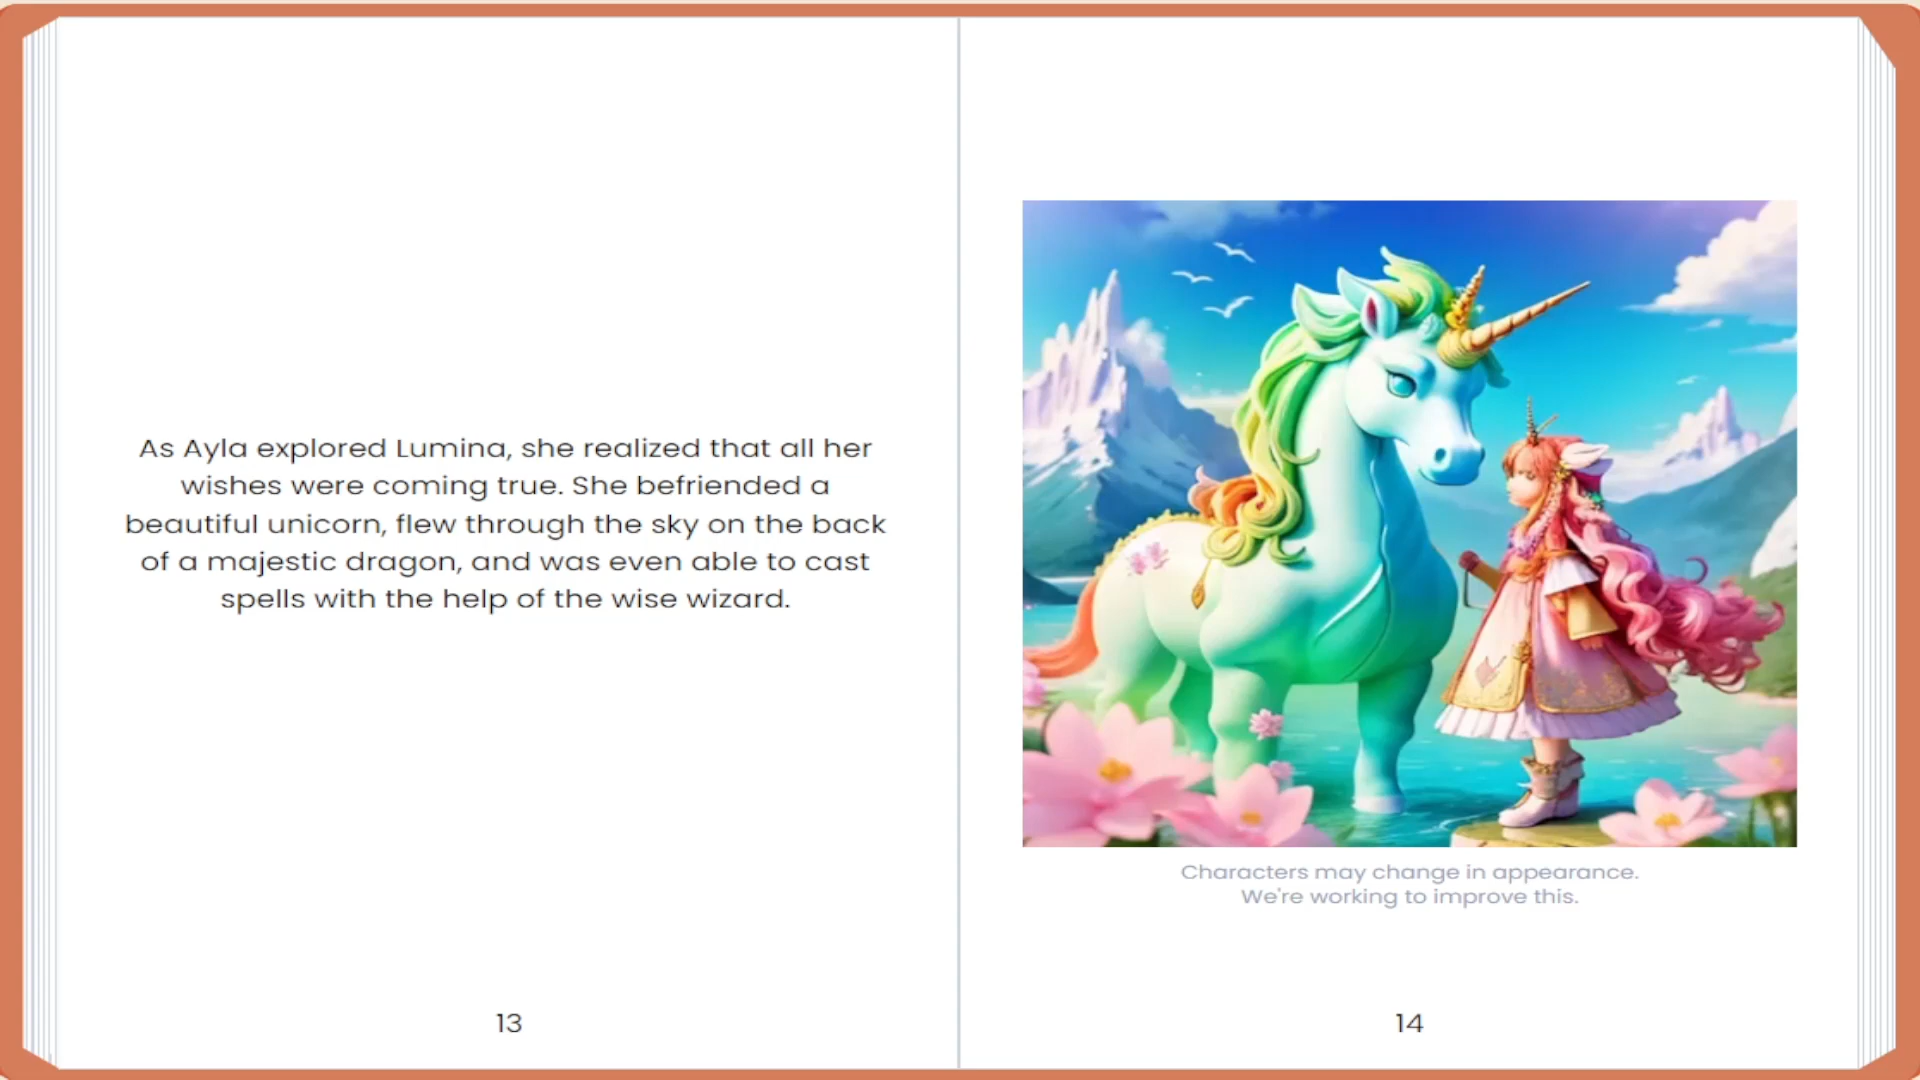 As Ayla explored Lumina, she realized that all her
wishes were coming true. She befriended a
beautiful unicorn, flew through the sky on the back
of a majestic dragon, and was even able to cast
spells with the help of the wise wizard.
13
Characters may change in appearance.
We're working to improve this.
14